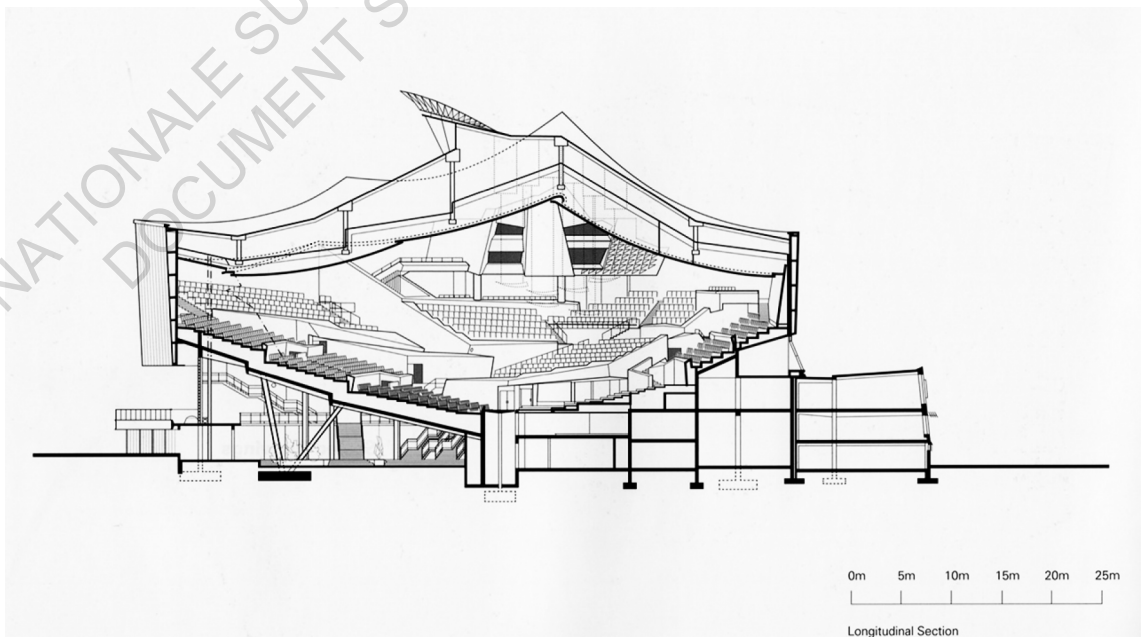 NATIONALE SU
DOCUMENT S
0m 5m 10m 15m 20m 25m
Longitudinal Section